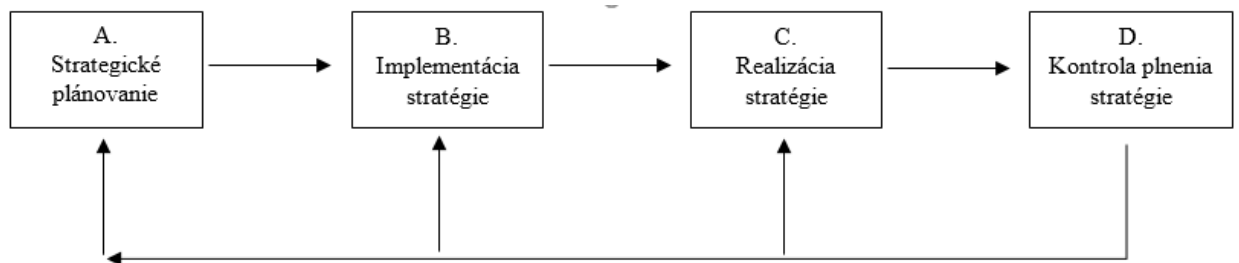 A.
Strategické
plánovanie
B.
Implementácia
stratégie
C.
Realizácia
stratégie
D.
Kontrola plnenia
stratégie